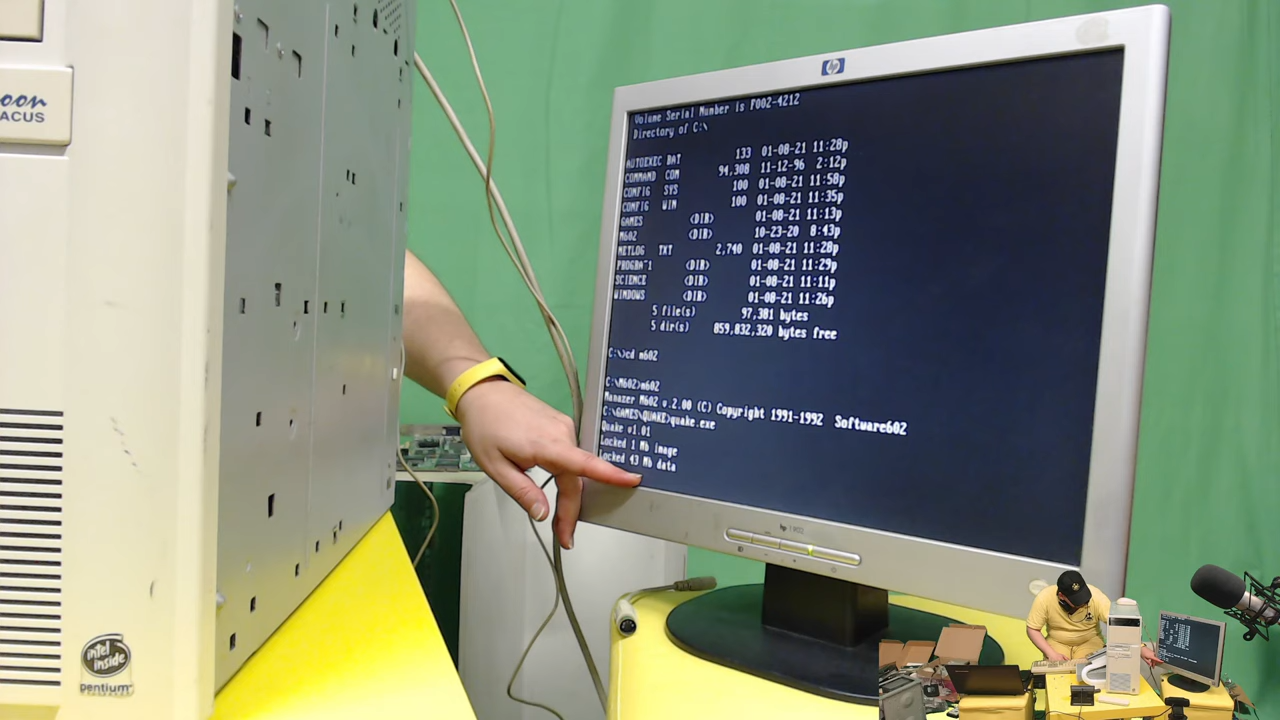 oon
ACUS
intel
inside
pentium
hp
Volume Serial Number is F002-4212
Directory of C:\
AUTOEXEC BAT 133 01-08-21 11:28p
COMMAND COM 94,308 11-12-96 2:12p
CONFIG SYS 100 01-08-21 11:58p
CONFIG WIN 100 01-08-21 11:35p
GAMES <DIR> 01-08-21 11:13p
M602 <DIR> 10-23-20 8:43p
NETLOG TXT 2,740 01-08-21 11:28p
PROGRA~1 <DIR> 01-08-21 11:29p
SCIENCE <DIR> 01-08-21 11:11p
WINDOWS <DIR> 01-08-21 11:26p
5 file(s) 97,381 bytes
5 dir(s) 859,832,320 bytes free
C:\>cd m602
C:\M602>m602
Manazer M602 v.2.00 (C) Copyright 1991-1992 Software602
C:\GAMES\QUAKE>quake.exe
Quake v1.01
Locked 1 Mb image
Locked 43 Mb data